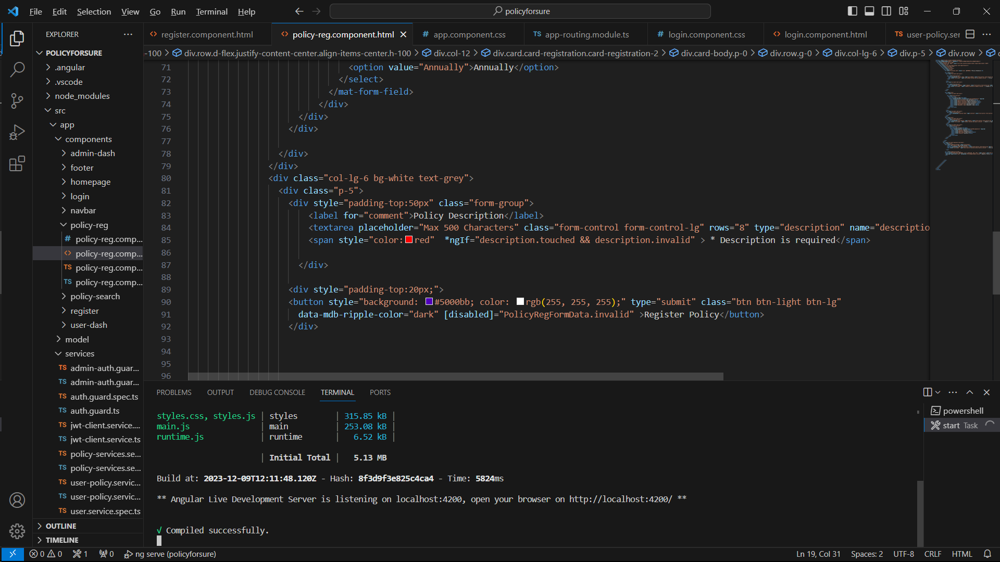 File Edit Selection View Go Run Terminal Help
policyforsure
EXPLORER
register.component.html
policy-reg.component.html
# app.component.css
TS app-routing.module.ts
# login.component.css
login.component.html
TS user-policy.ser
POLICYFORSURE
-100 > div.row.d-flex.justify-content-center.align-items-center.h-100 > div.col-12 > div.card.card-registration.card-registration-2 > div.card-body.p-0 > div.row.g-0 > div.col-lg-6 > div.p-5 > div.row >
.angular
.vscode
node_modules
src
app
components
admin-dash
footer
homepage
login
navbar
policy-reg
# policy-reg.comp...
<> policy-reg.comp...
TS policy-reg.comp...
TS policy-reg.comp...
policy-search
register
user-dash
model
services
TS admin-auth.guar...
TS admin-auth.guar...
TS auth.guard.spec.ts
TS auth.guard.ts
TS jwt-client.service....
TS jwt-client.service.ts
TS policy-services.se...
TS policy-services.se...
TS user-policy.servic...
TS user-policy.servic...
TS user.service.spec.ts
OUTLINE
TIMELINE
71 <option value="Annually">Annually</option>
72 </select>
73 </mat-form-field>
74 </div>
75 </div>
76 </div>
77
78 </div>
79 </div>
80 <div class="col-lg-6 bg-white text-grey">
81 <div class="p-5">
82 <div style="padding-top:50px" class="form-group">
83 <label for="comment">Policy Description</label>
84 <textarea placeholder="Max 500 Characters" class="form-control form-control-lg" rows="8" type="description" name="descriptio
85 <span style="color:red"  *ngIf="description.touched && description.invalid" > * Description is required</span>
86
87 </div>
88
89 <div style="padding-top:20px;">
90 <button style="background: #5000bb; color: rgb(255, 255, 255);" type="submit" class="btn btn-light btn-lg"
91 data-mdb-ripple-color="dark" [disabled]="PolicyRegFormData.invalid" >Register Policy</button>
92 </div>
93
94
95
96
PROBLEMS OUTPUT DEBUG CONSOLE TERMINAL PORTS
styles.css, styles.js | styles | 315.85 kB |
main.js | main | 253.08 kB |
runtime.js | runtime | 6.52 kB |
| Initial Total | 5.13 MB
Build at: 2023-12-09T12:11:48.120Z - Hash: 8f3d9f3e825c4ca4 - Time: 5824ms
** Angular Live Development Server is listening on localhost:4200, open your browser on http://localhost:4200/ **
√ Compiled successfully.
powershell
start Task
0 0 1 0 ng serve (policyforsure)
Ln 19, Col 31 Spaces: 2 UTF-8 CRLF HTML